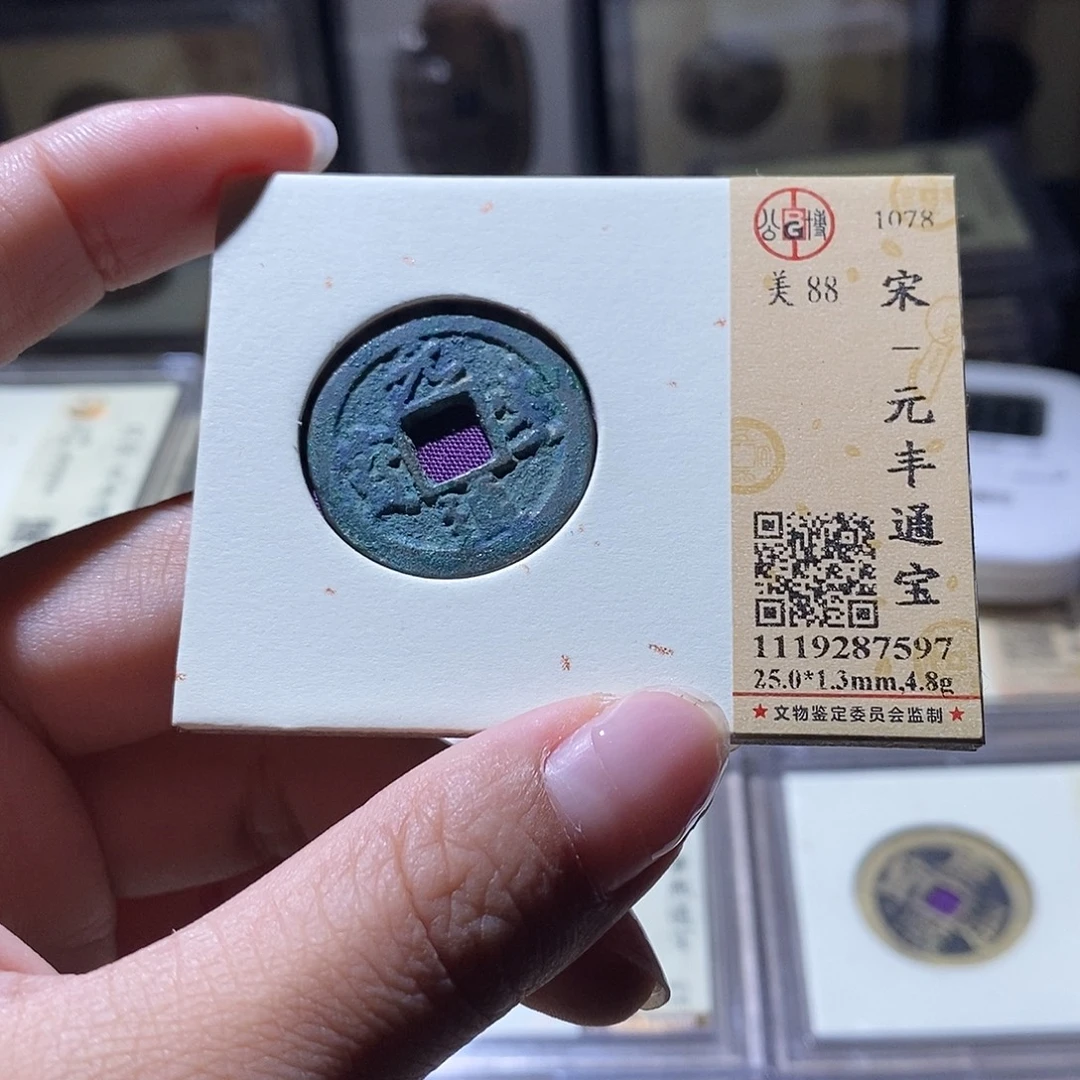 公博
BG
1078
美 88
宋-元丰通宝
1119287597
25.0*1.3mm,4.8g
★文物鉴定委员会监制★